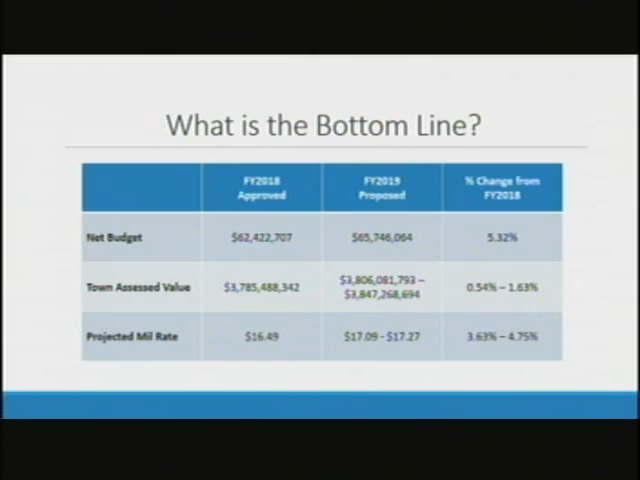 What is the Bottom Line?
FY2018 Approved FY2019 Proposed % Change from FY2018
Net Budget $62,422,707 $65,746,064 5.32%
Town Assessed Value $3,785,488,342 $3,806,081,793 – $3,847,268,694 0.54% – 1.63%
Projected Mil Rate $16.49 $17.09 - $17.27 3.63% – 4.75%